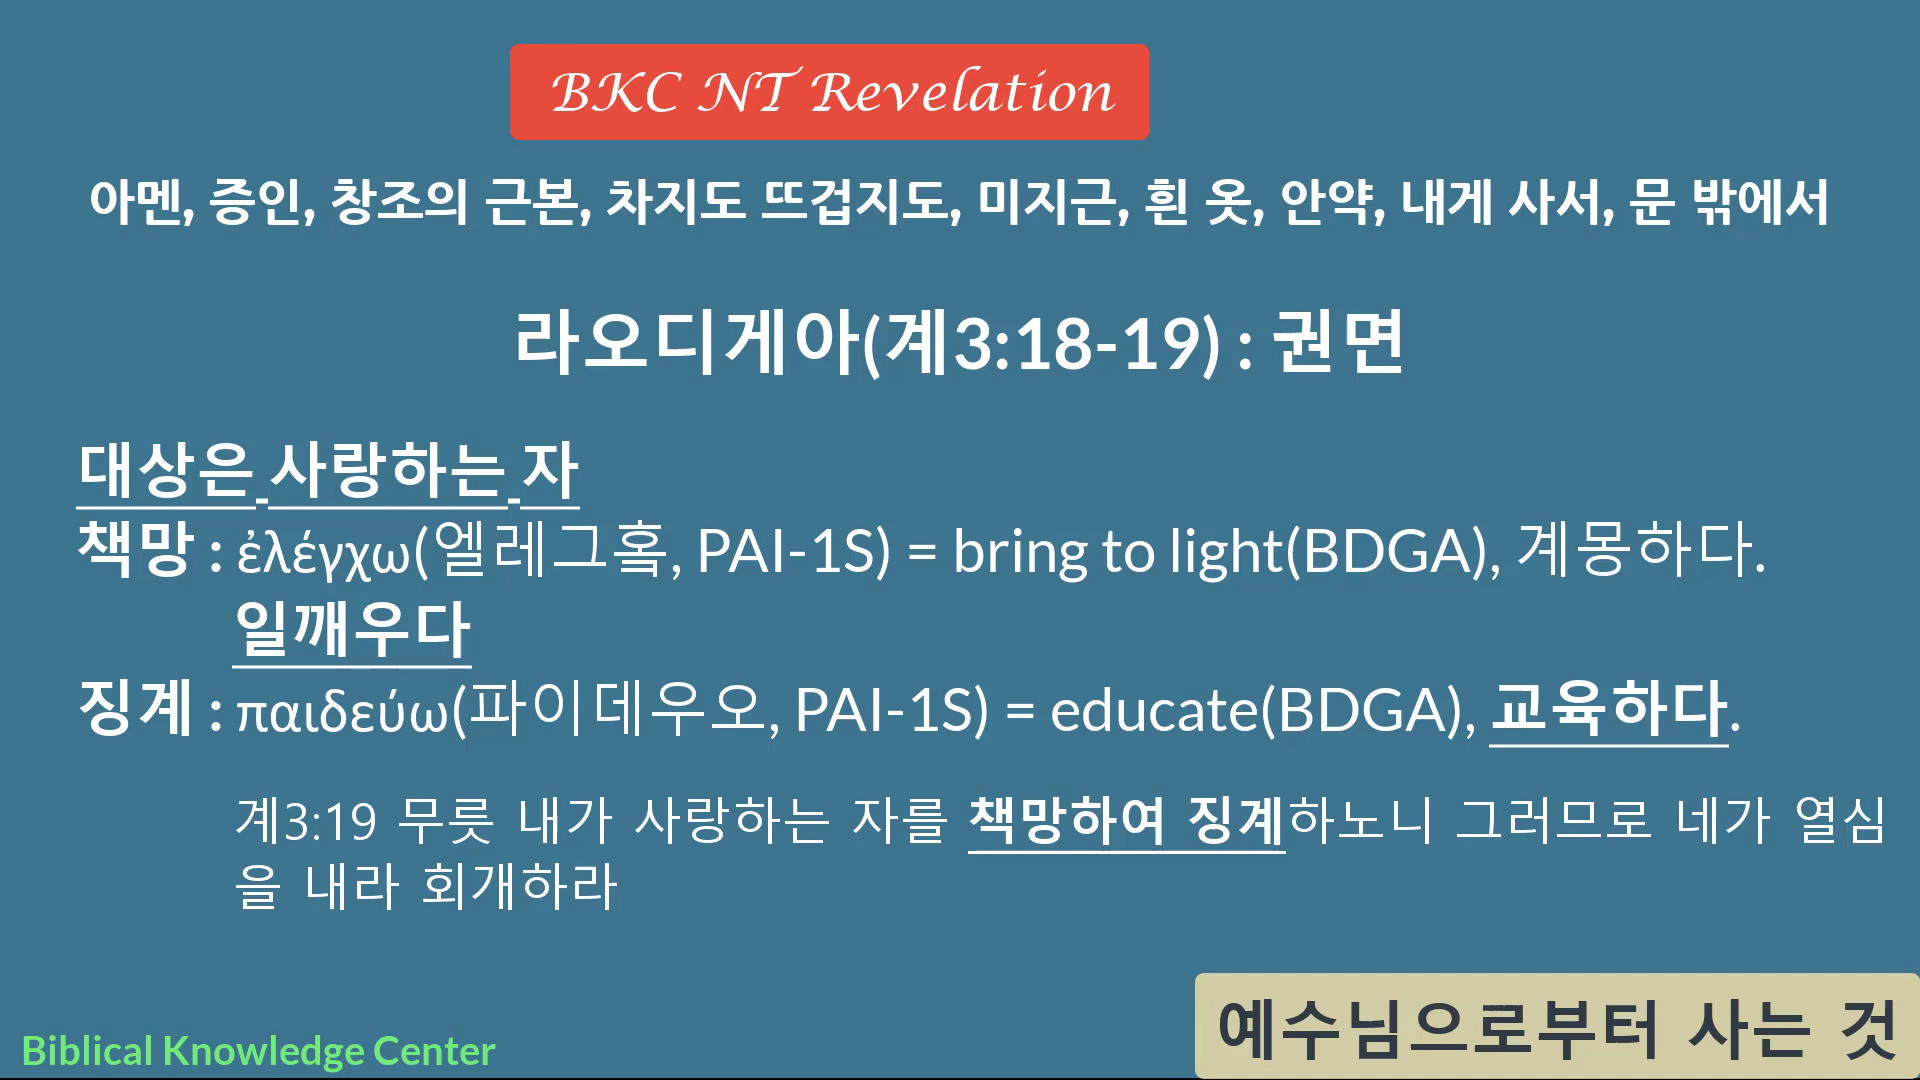 BKC NT Revelation
아멘, 증인, 창조의 근본, 차지도 뜨겁지도, 미지근, 흰 옷, 안약, 내게 사서, 문 밖에서
라오디게아(계3:18-19) : 권면
대상은 사랑하는 자
책망 : ἐλέγχω(엘레그혹, PAI-1S) = bring to light(BDGA), 계몽하다.
일깨우다
징계 : παιδεύω(파이데우오, PAI-1S) = educate(BDGA), 교육하다.
계3:19 무릇 내가 사랑하는 자를 책망하여 징계하노니 그러므로 네가 열심
을 내라 회개하라
예수님으로부터 사는 것
Biblical Knowledge Center